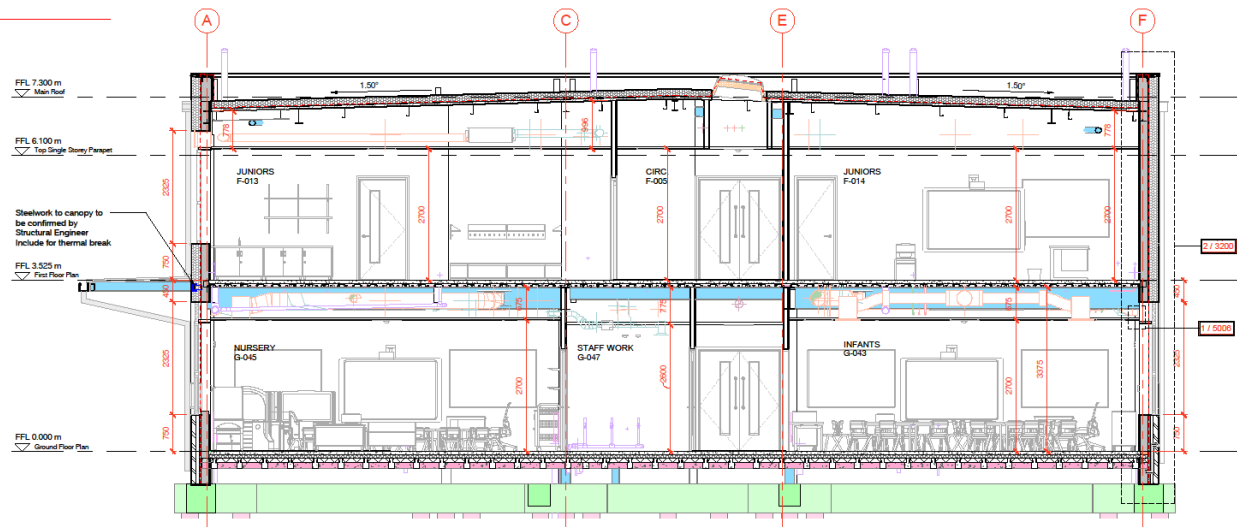 A
C
E
F
FFL 7.300 m
Main Roof
1.50°
1.50°
778
996
778
FFL 6.100 m
Top Single Storey Parapet
JUNIORS
F-013
CIRC.
F-005
JUNIORS
F-014
2325
2700
2700
2700
2700
Steelwork to canopy to
be confirmed by
Structural Engineer
Include for thermal break
750
2 / 3200
FFL 3.525 m
First Floor Plan
450
675
775
675
450
1 / 5006
NURSERY
G-045
STAFF WORK
G-047
INFANTS
G-043
2325
2700
2600
2700
3375
2325
750
750
FFL 0.000 m
Ground Floor Plan